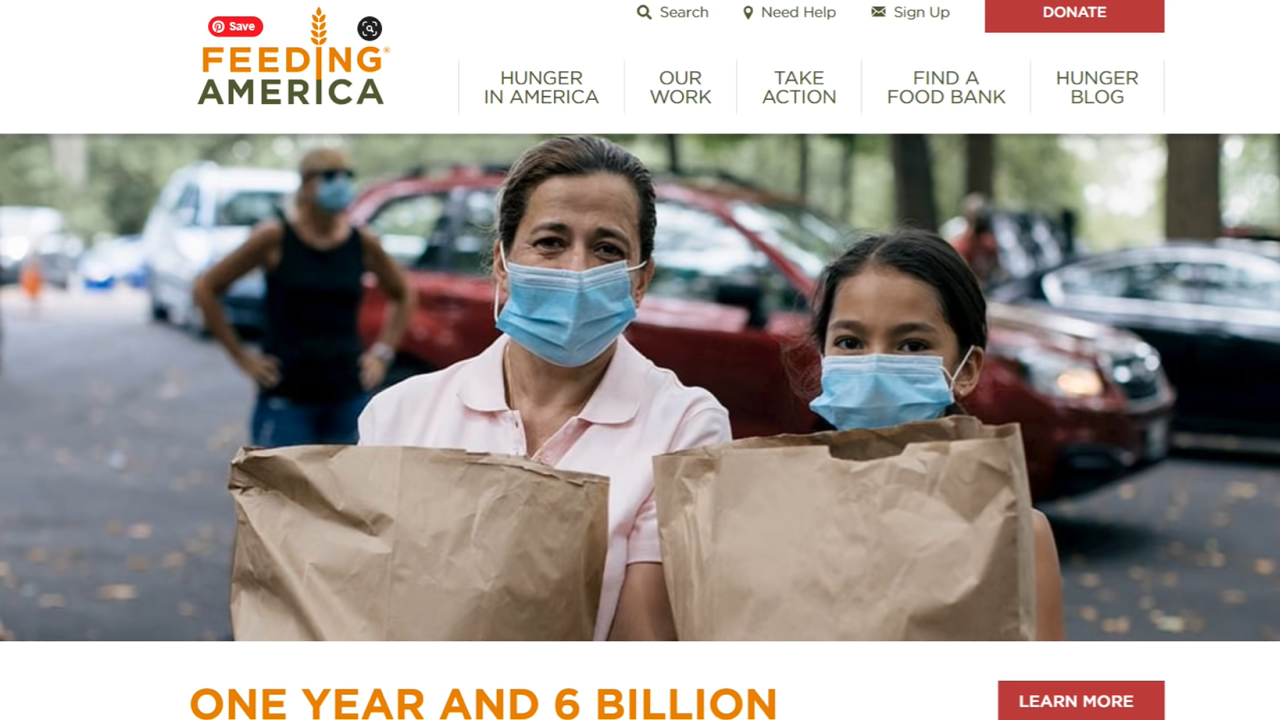 Save
FEEDING®
AMERICA
Search
Need Help
Sign Up
DONATE
HUNGER
IN AMERICA
OUR
WORK
TAKE
ACTION
FIND A
FOOD BANK
HUNGER
BLOG
ONE YEAR AND 6 BILLION
LEARN MORE